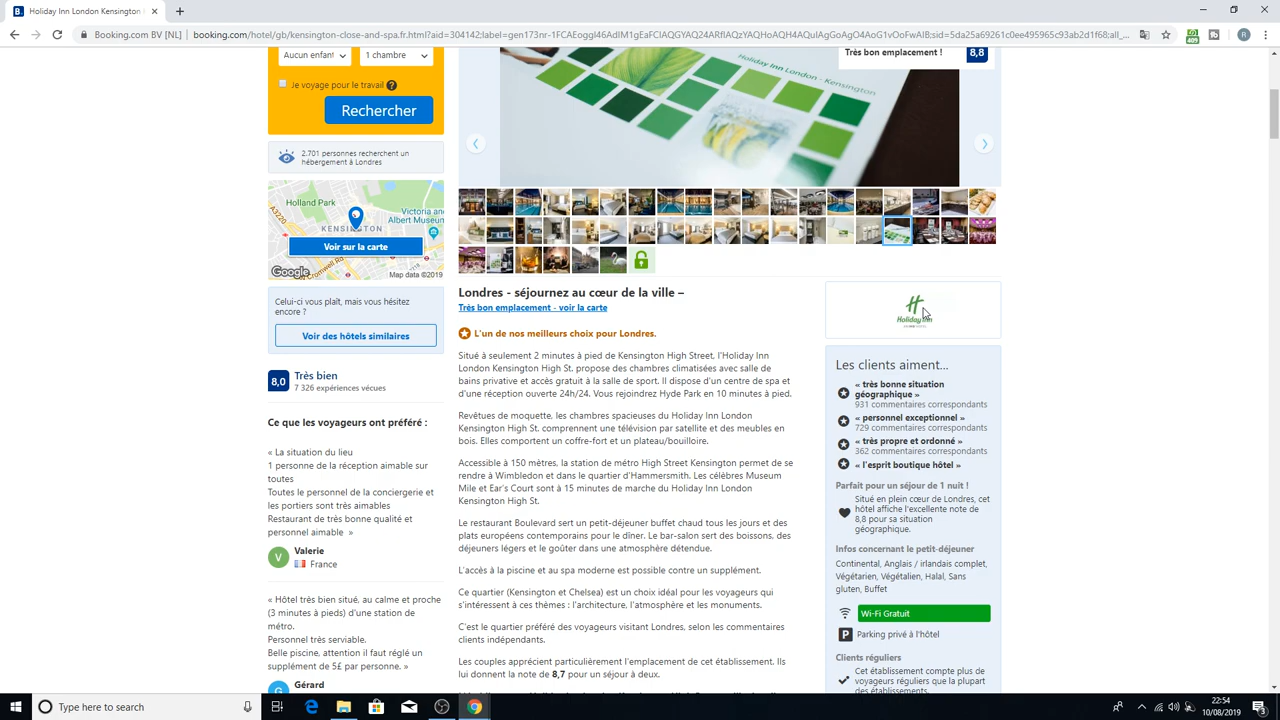 Holiday Inn London Kensington
Booking.com BV [NL]
booking.com/hotel/gb/kensington-close-and-spa.fr.html?aid=304142;label=gen173nr-1FCAEoggI46AdIM1gEaFCIAQGYAQ24ARfIAQzYAQHoAQH4AQuIAgGoAgO4AoG1vOoFwAIB;sid=5da25a69261c0ee495965c93ab2d1f68;all_...
409
R
Aucun enfant
1 chambre
Je voyage pour le travail
Rechercher
2.701 personnes recherchent un
hébergement à Londres
Holland Park
A3220
Victoria and
Albert Museum
KENSINGTON
Voir sur la carte
Cromwell Rd
Google
Map data ©2019
Celui-ci vous plaît, mais vous hésitez
encore ?
Voir des hôtels similaires
8,0
Très bien
7 326 expériences vécues
Ce que les voyageurs ont préféré :
« La situation du lieu
1 personne de la réception aimable sur
toutes
Toutes le personnel de la conciergerie et
les portiers sont très aimables
Restaurant de très bonne qualité et
personnel aimable »
V
Valerie
France
« Hôtel très bien situé, au calme et proche
(3 minutes à pieds) d'une station de
métro.
Personnel très serviable.
Belle piscine, attention il faut réglé un
supplément de 5£ par personne. »
G
Gérard
Holiday Inn London - Kensington
Très bon emplacement !
8,8
Londres - séjournez au cœur de la ville –
Très bon emplacement - voir la carte
L'un de nos meilleurs choix pour Londres.
Situé à seulement 2 minutes à pied de Kensington High Street, l'Holiday Inn
London Kensington High St. propose des chambres climatisées avec salle de
bains privative et accès gratuit à la salle de sport. Il dispose d'un centre de spa et
d'une réception ouverte 24h/24. Vous rejoindrez Hyde Park en 10 minutes à pied.
Revêtues de moquette, les chambres spacieuses du Holiday Inn London
Kensington High St. comprennent une télévision par satellite et des meubles en
bois. Elles comportent un coffre-fort et un plateau/bouilloire.
Accessible à 150 mètres, la station de métro High Street Kensington permet de se
rendre à Wimbledon et dans le quartier d'Hammersmith. Les célèbres Museum
Mile et Ear's Court sont à 15 minutes de marche du Holiday Inn London
Kensington High St.
Le restaurant Boulevard sert un petit-déjeuner buffet chaud tous les jours et des
plats européens contemporains pour le dîner. Le bar-salon sert des boissons, des
déjeuners légers et le goûter dans une atmosphère détendue.
L'accès à la piscine et au spa moderne est possible contre un supplément.
Ce quartier (Kensington et Chelsea) est un choix idéal pour les voyageurs qui
s'intéressent à ces thèmes : l'architecture, l'atmosphère et les monuments.
C'est le quartier préféré des voyageurs visitant Londres, selon les commentaires
clients indépendants.
Les couples apprécient particulièrement l'emplacement de cet établissement. Ils
lui donnent la note de 8,7 pour un séjour à deux.
H
Holiday Inn
Les clients aiment...
« très bonne situation
géographique »
931 commentaires correspondants
« personnel exceptionnel »
729 commentaires correspondants
« très propre et ordonné »
362 commentaires correspondants
« l'esprit boutique hôtel »
Parfait pour un séjour de 1 nuit !
Situé en plein cœur de Londres, cet
hôtel affiche l'excellente note de
8,8 pour sa situation
géographique.
Infos concernant le petit-déjeuner
Continental, Anglais / irlandais complet,
Végétarien, Végétalien, Halal, Sans
gluten, Buffet
Wi-Fi Gratuit
P
Parking privé à l'hôtel
Clients réguliers
Cet établissement compte plus de
voyageurs réguliers que la plupart
des établissements.
Type here to search
22:54
10/08/2019
3